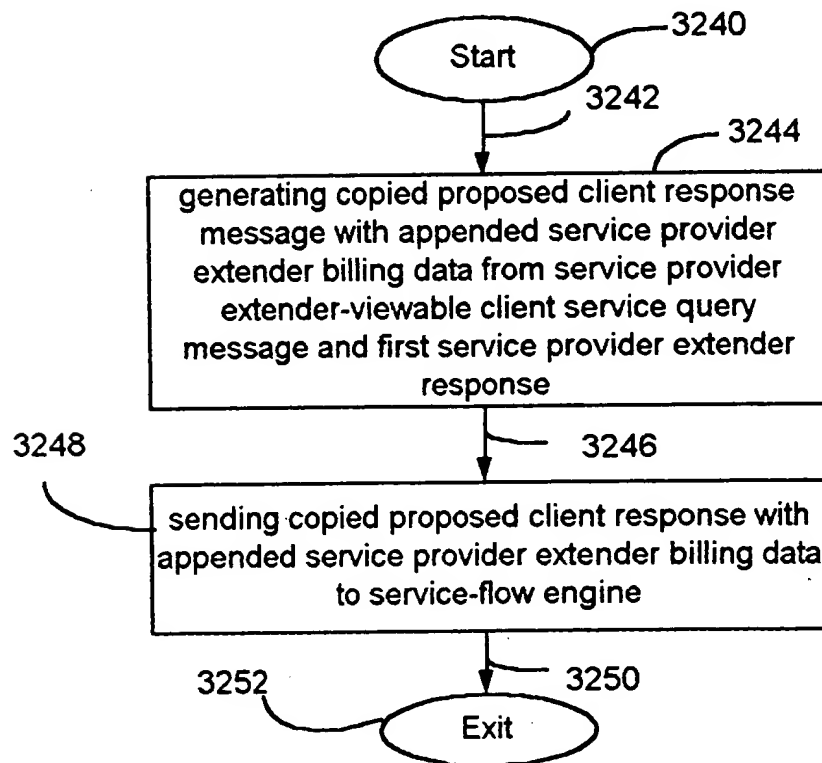 Start
3240
3242
3244
generating copied proposed client response
message with appended service provider
extender billing data from service provider
extender-viewable client service query
message and first service provider extender
response
3246
3248
sending copied proposed client response with
appended service provider extender billing data
to service-flow engine
3250
3252
Exit